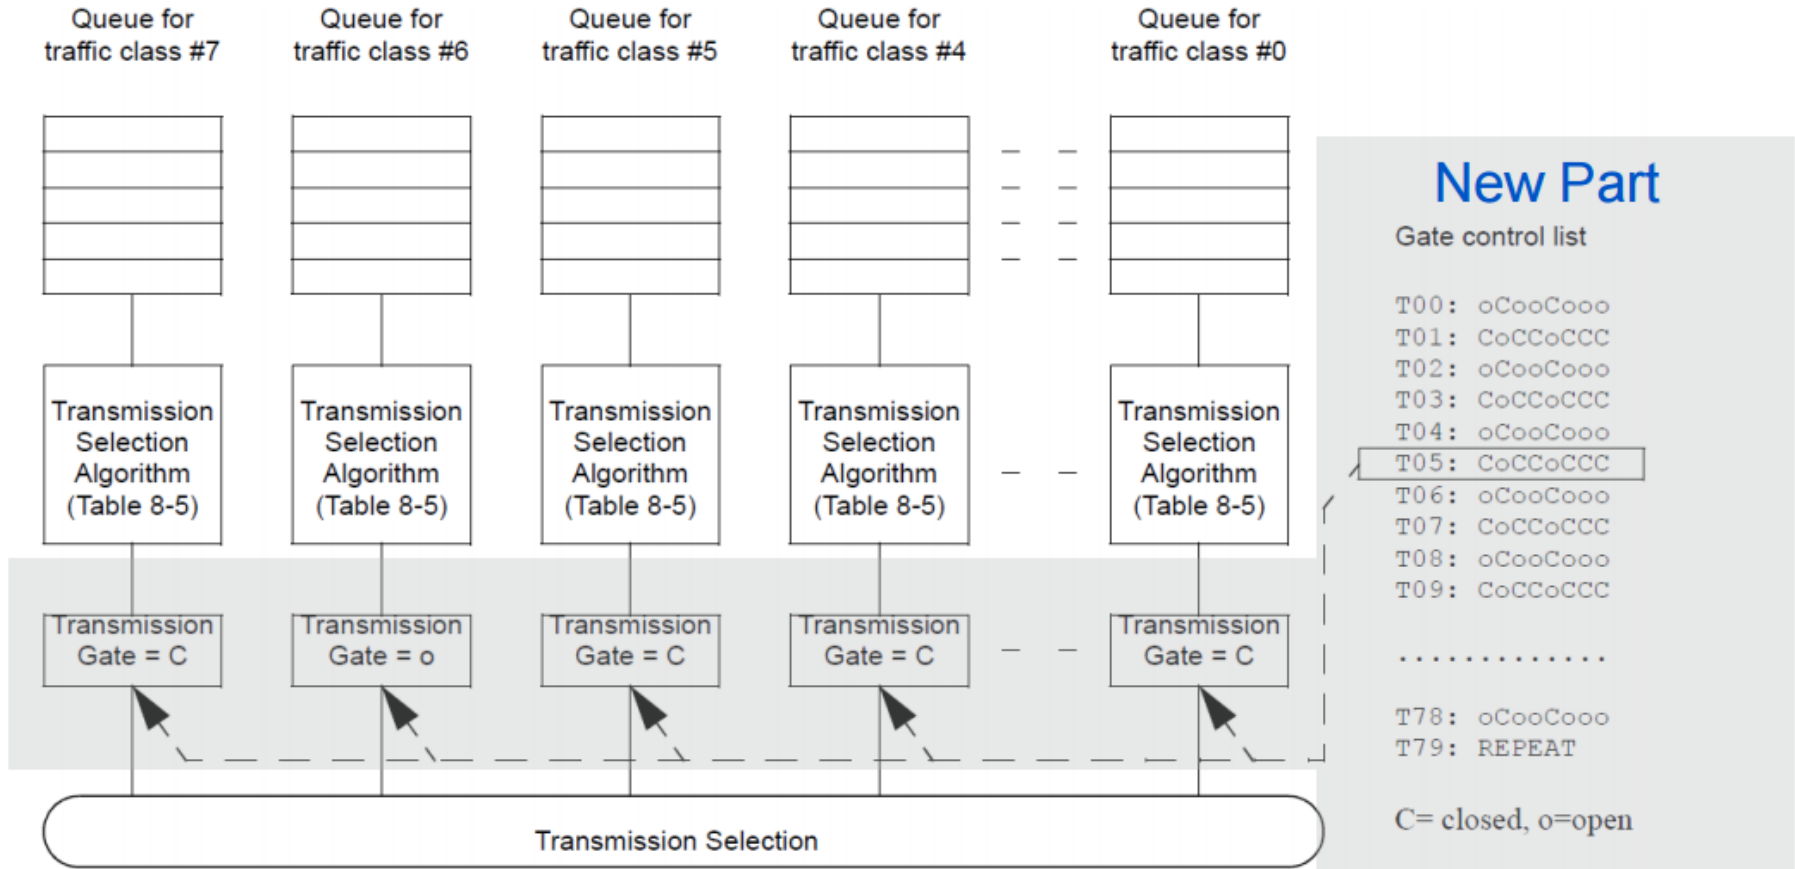 Queue for
traffic class #7
Queue for
traffic class #6
Queue for
traffic class #5
Queue for
traffic class #4
Queue for
traffic class #0
Transmission
Selection
Algorithm
(Table 8-5)
Transmission
Selection
Algorithm
(Table 8-5)
Transmission
Selection
Algorithm
(Table 8-5)
Transmission
Selection
Algorithm
(Table 8-5)
Transmission
Selection
Algorithm
(Table 8-5)
Transmission
Gate = C
Transmission
Gate = o
Transmission
Gate = C
Transmission
Gate = C
Transmission
Gate = C
Transmission Selection
New Part
Gate control list
T00: oCooCooo
T01: CoCCoCCC
T02: oCooCooo
T03: CoCCoCCC
T04: oCooCooo
T05: CoCCoCCC
T06: oCooCooo
T07: CoCCoCCC
T08: oCooCooo
T09: CoCCoCCC
.............
T78: oCooCooo
T79: REPEAT
C= closed, o=open